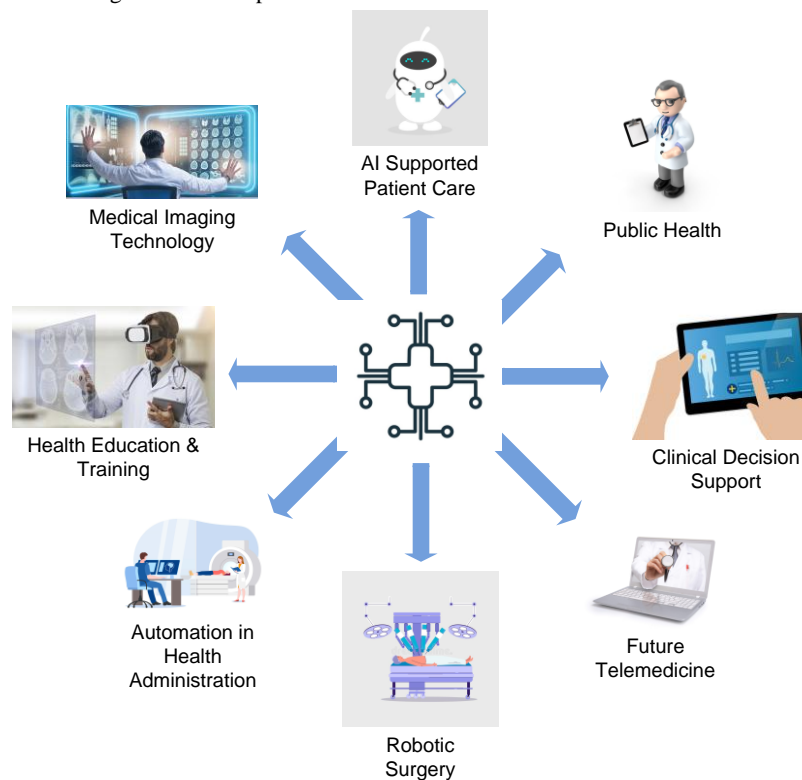 AI Supported
Patient Care
Medical Imaging
Technology
Public Health
Health Education &
Training
Clinical Decision
Support
Automation in
Health
Administration
Future
Telemedicine
Robotic
Surgery